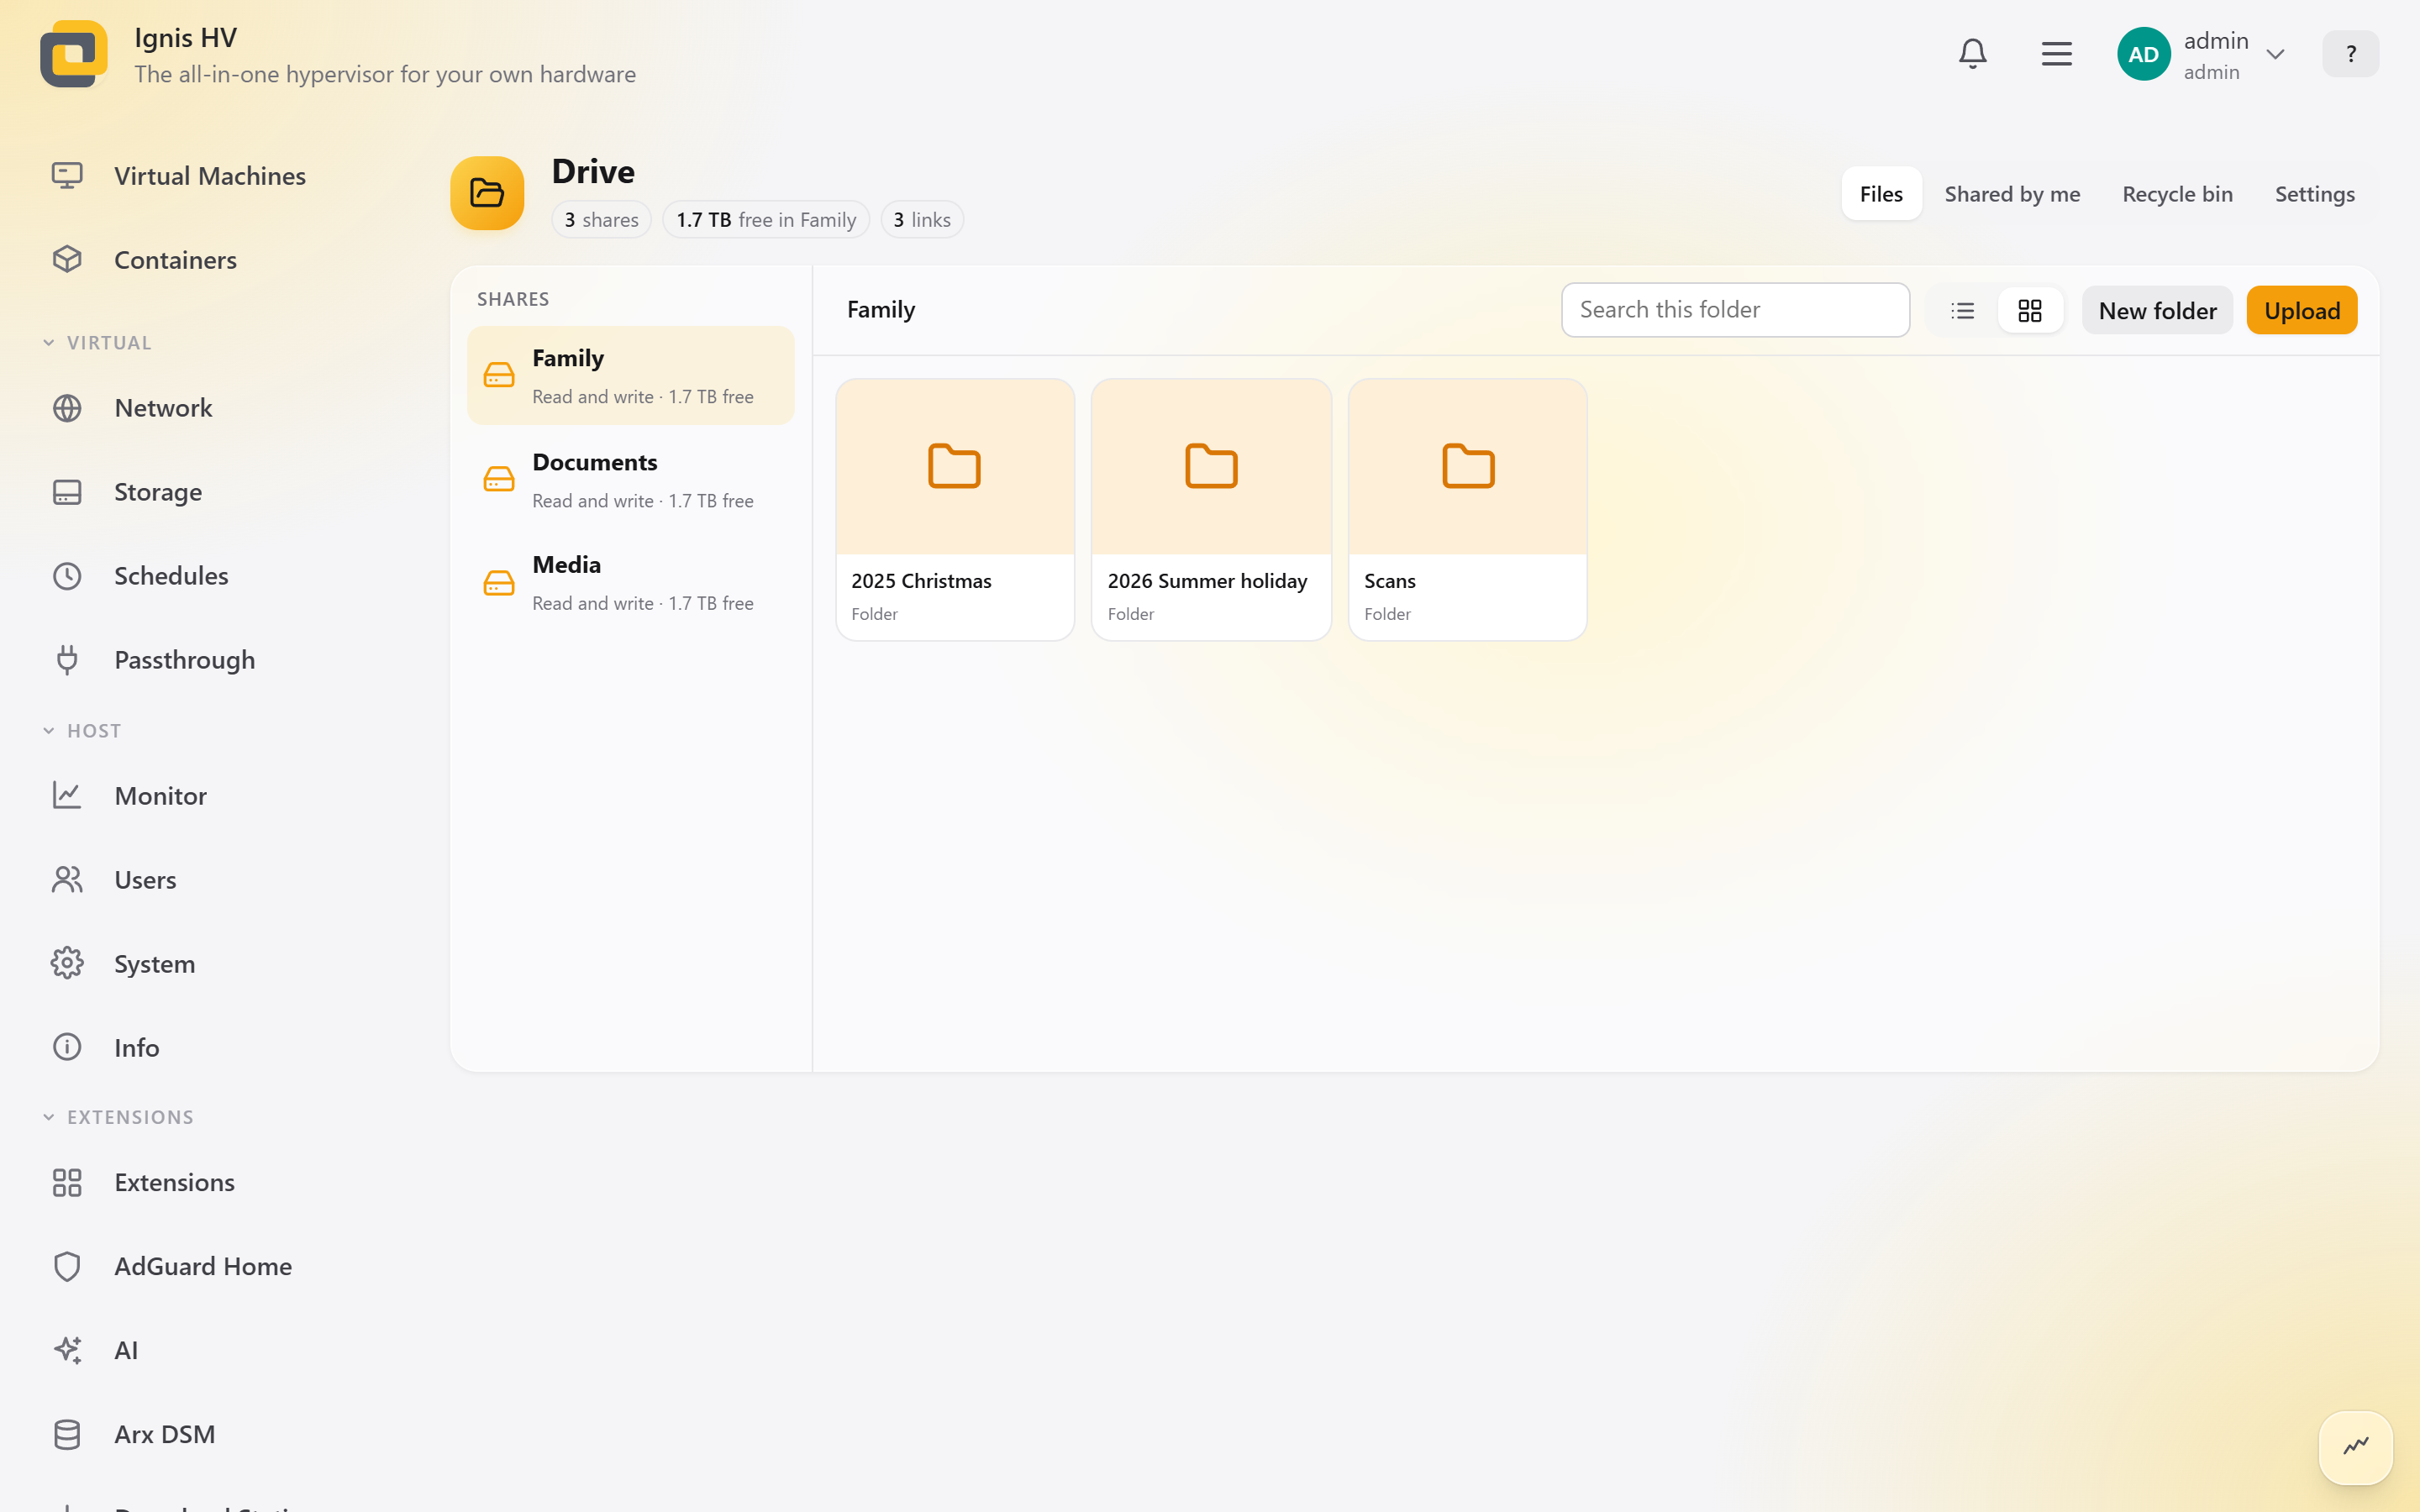 Ignis HV
The all-in-one hypervisor for your own hardware
AD
admin
admin
?
Virtual Machines
Containers
VIRTUAL
Network
Storage
Schedules
Passthrough
HOST
Monitor
Users
System
Info
EXTENSIONS
Extensions
AdGuard Home
AI
Arx DSM
Drive
3 shares
1.7 TB free in Family
3 links
Files
Shared by me
Recycle bin
Settings
SHARES
Family
Read and write · 1.7 TB free
Documents
Read and write · 1.7 TB free
Media
Read and write · 1.7 TB free
Family
Search this folder
New folder
Upload
2025 Christmas
Folder
2026 Summer holiday
Folder
Scans
Folder